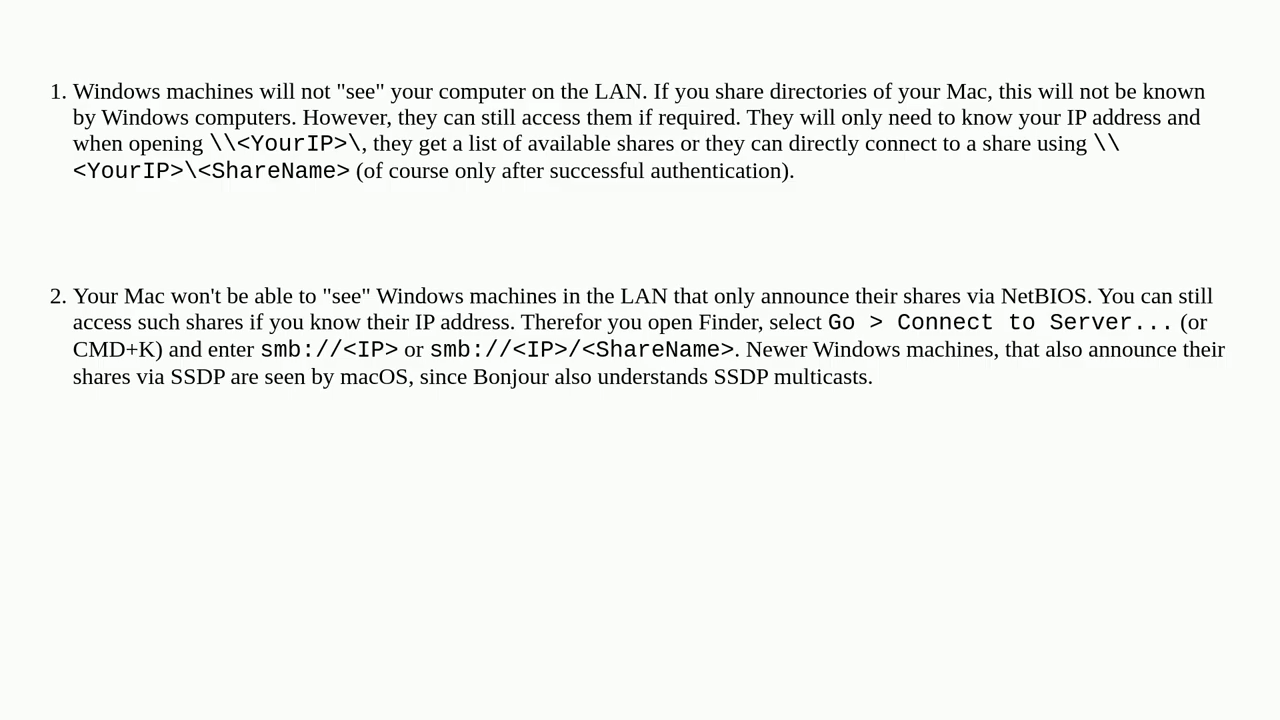 1. Windows machines will not "see" your computer on the LAN. If you share directories of your Mac, this will not be known
by Windows computers. However, they can still access them if required. They will only need to know your IP address and
when opening \\<YourIP>\, they get a list of available shares or they can directly connect to a share using \\
<YourIP>\<ShareName> (of course only after successful authentication).
2. Your Mac won't be able to "see" Windows machines in the LAN that only announce their shares via NetBIOS. You can still
access such shares if you know their IP address. Therefor you open Finder, select Go > Connect to Server... (or
CMD+K) and enter smb://<IP> or smb://<IP>/<ShareName>. Newer Windows machines, that also announce their
shares via SSDP are seen by macOS, since Bonjour also understands SSDP multicasts.